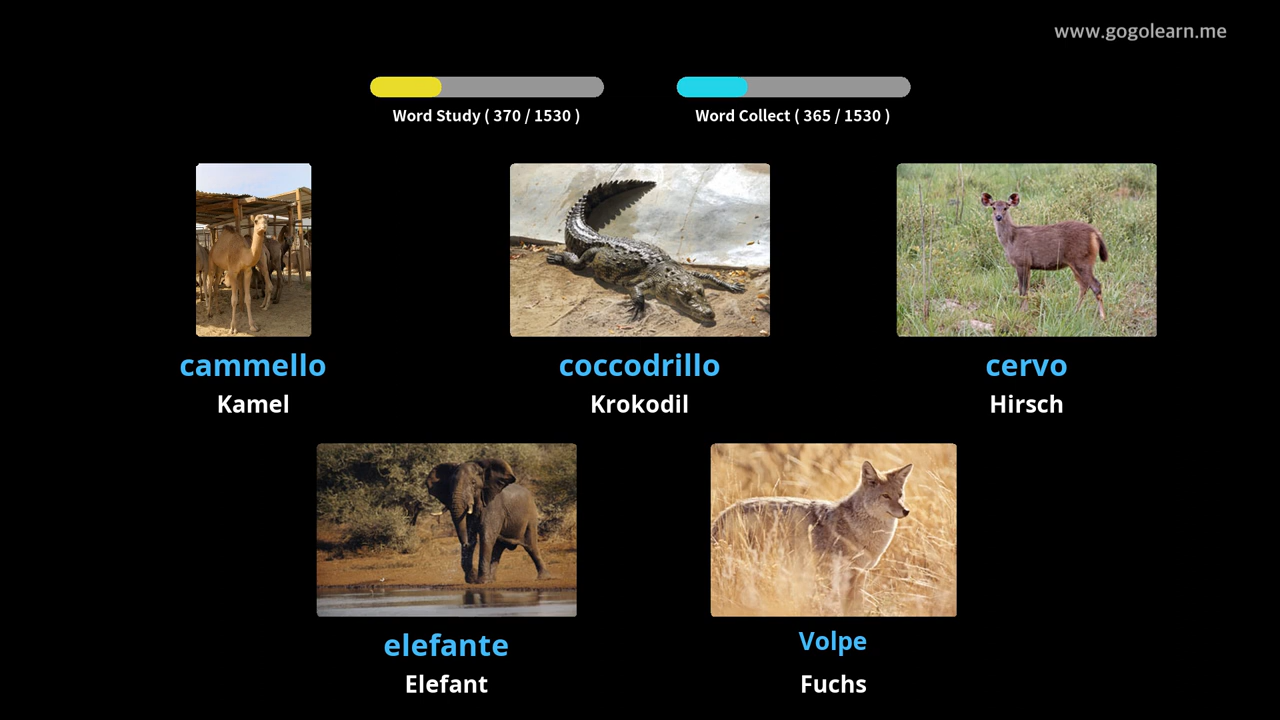 www.gogolearn.me
Word Study ( 370 / 1530 )
Word Collect ( 365 / 1530 )
cammello
Kamel
coccodrillo
Krokodil
cervo
Hirsch
elefante
Elefant
Volpe
Fuchs